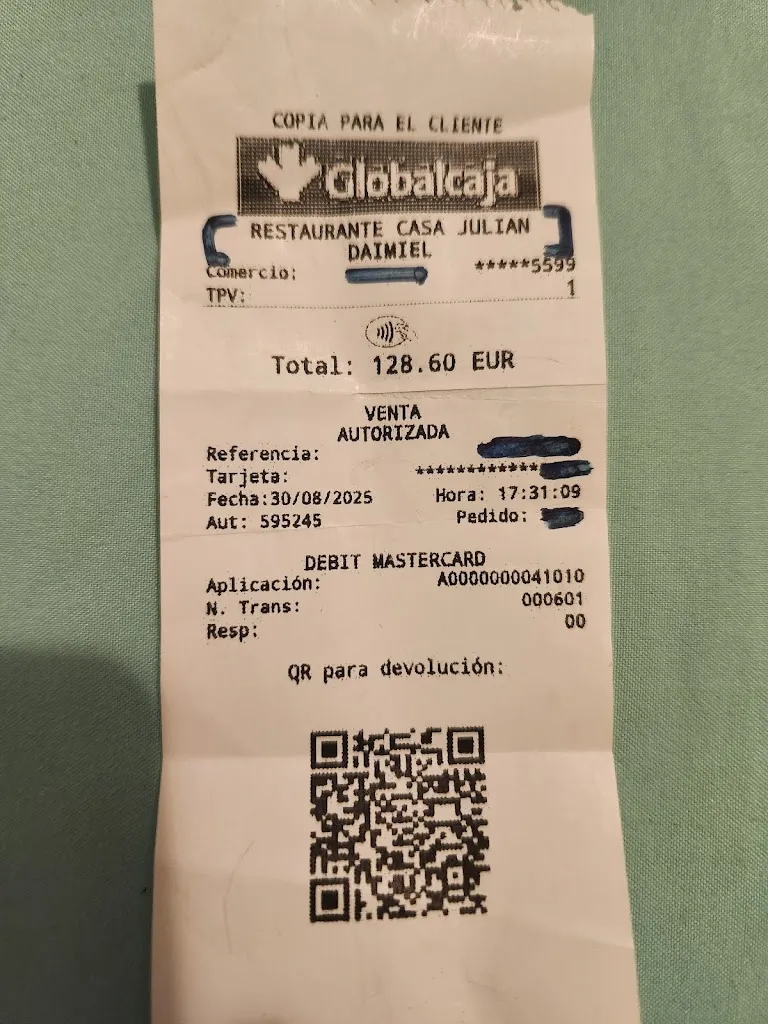 COPIA PARA EL CLIENTE
Globalcaja
RESTAURANTE CASA JULIAN
DAIMIEL
Comercio: *****5599
TPV: 1
Total: 128.60 EUR
VENTA
AUTORIZADA
Referencia:
Tarjeta: ************
Fecha:30/08/2025 Hora: 17:31:09
Aut: 595245 Pedido:
DEBIT MASTERCARD
Aplicación: A0000000041010
N. Trans: 000601
Resp: 00
QR para devolución: